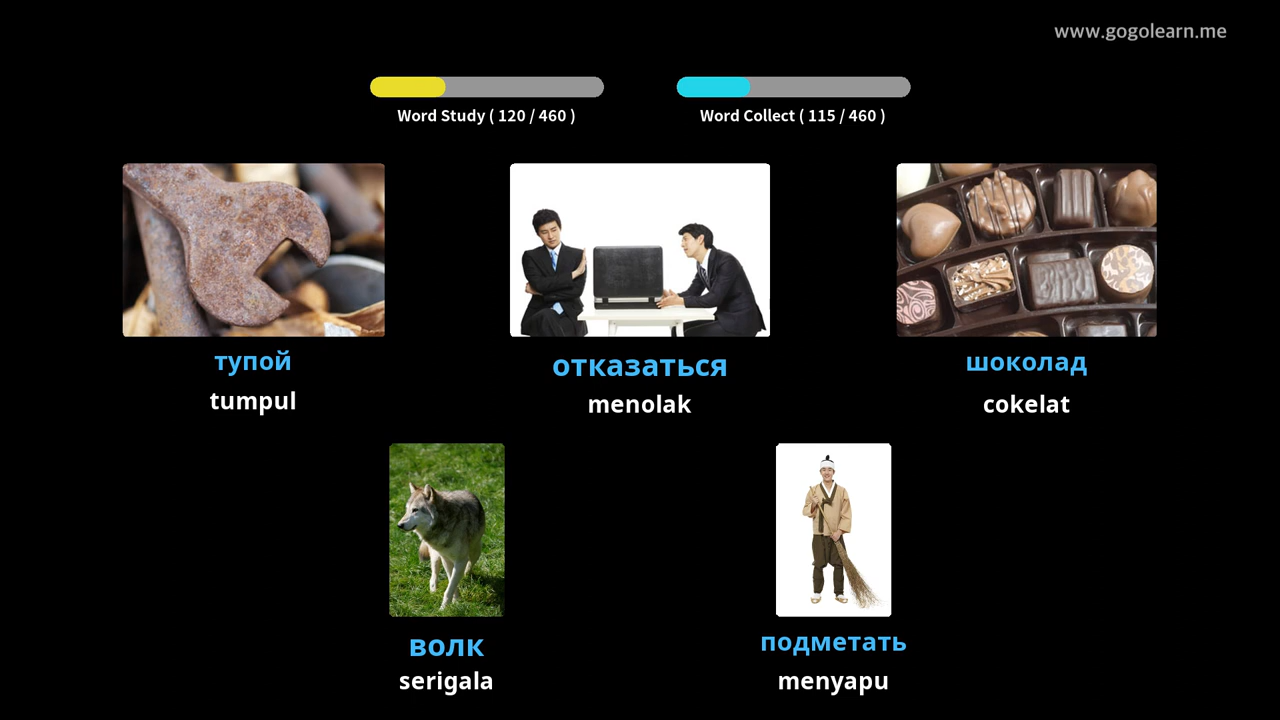 www.gogolearn.me
Word Study ( 120 / 460 )
Word Collect ( 115 / 460 )
тупой
tumpul
отказаться
menolak
шоколад
cokelat
волк
serigala
подметать
menyapu